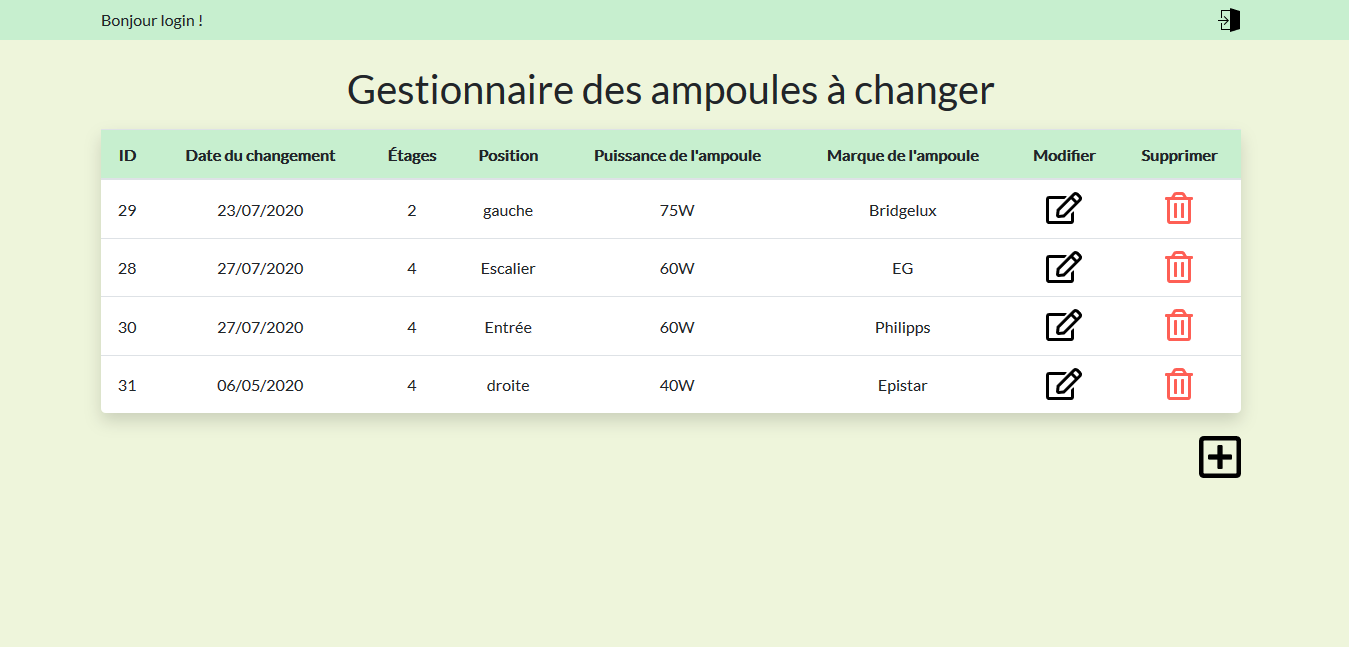 Bonjour login !
Gestionnaire des ampoules à changer
ID Date du changement Étages Position Puissance de l'ampoule Marque de l'ampoule Modifier Supprimer
29 23/07/2020 2 gauche 75W Bridgelux
28 27/07/2020 4 Escalier 60W EG
30 27/07/2020 4 Entrée 60W Philipps
31 06/05/2020 4 droite 40W Epistar